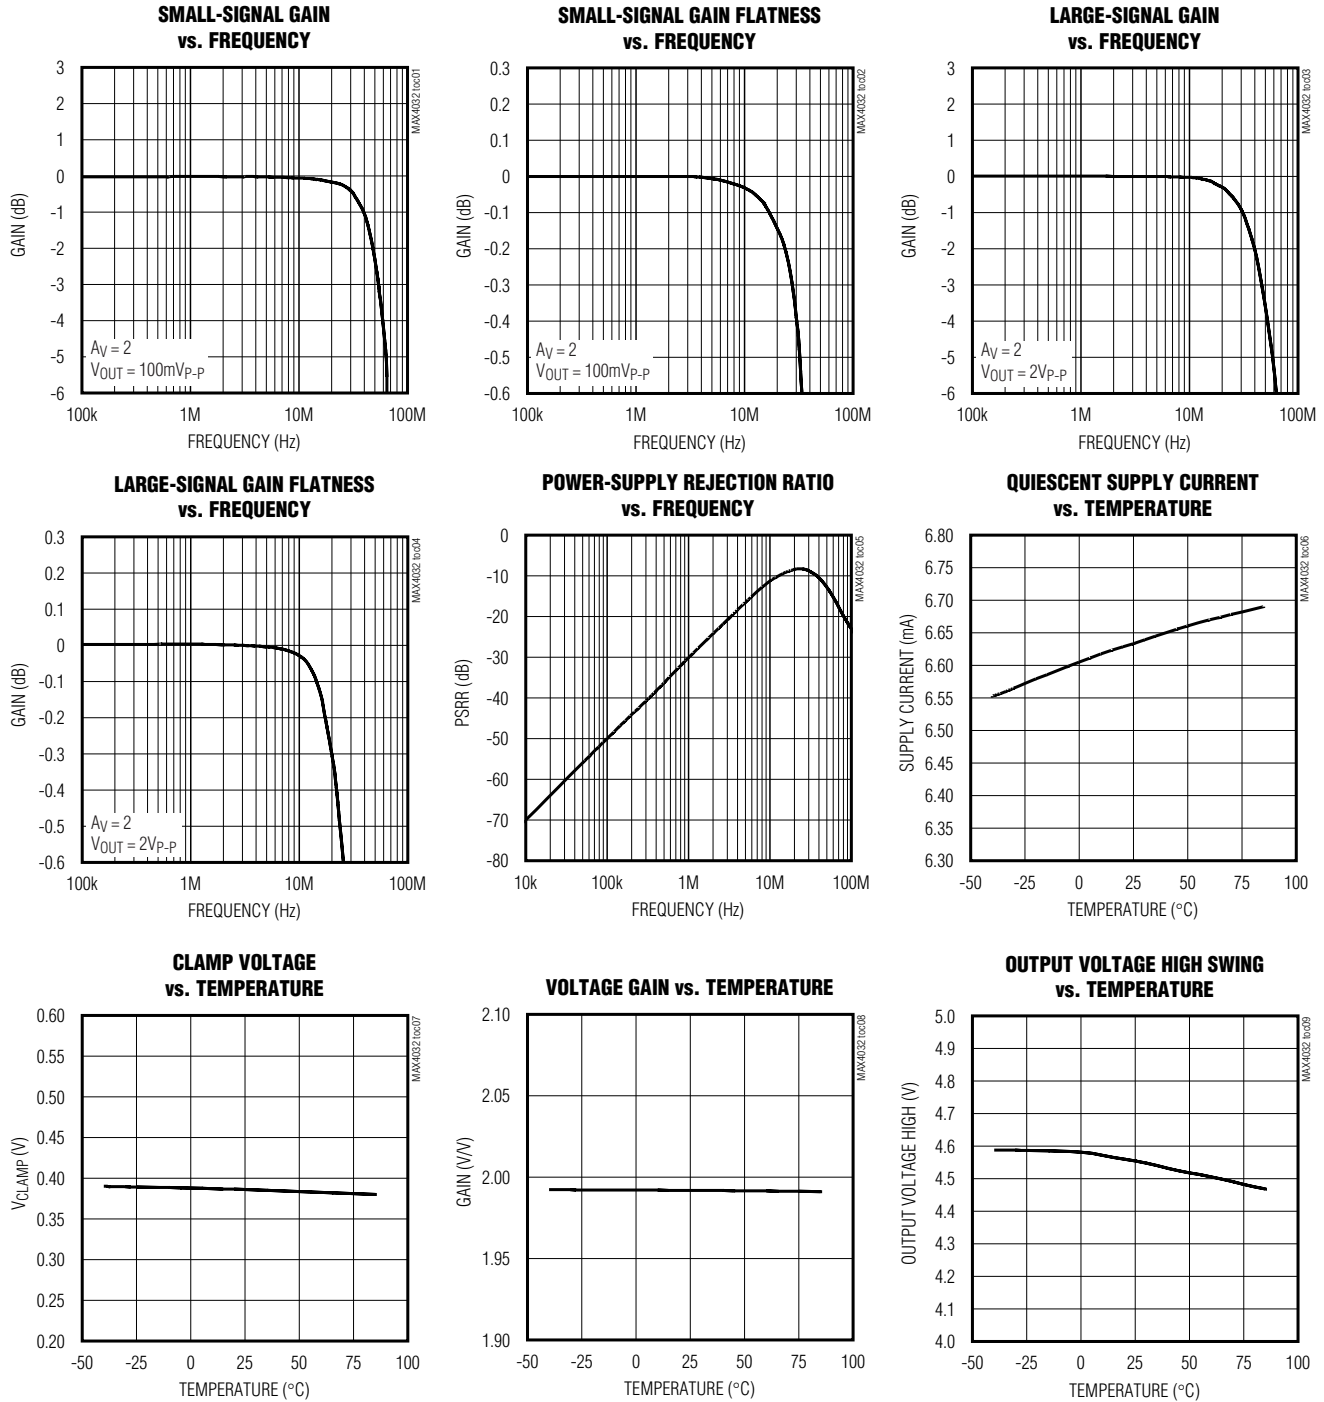 SMALL-SIGNAL GAIN
vs. FREQUENCY
3
2
1
0
-1
-2
-3
-4
-5
-6
GAIN (dB)
MAX4032 toc01
AV = 2
VOUT = 100mVP-P
100k 1M 10M 100M
FREQUENCY (Hz)
SMALL-SIGNAL GAIN FLATNESS
vs. FREQUENCY
0.3
0.2
0.1
0
-0.1
-0.2
-0.3
-0.4
-0.5
-0.6
GAIN (dB)
MAX4032 toc02
AV = 2
VOUT = 100mVP-P
100k 1M 10M 100M
FREQUENCY (Hz)
LARGE-SIGNAL GAIN
vs. FREQUENCY
3
2
1
0
-1
-2
-3
-4
-5
-6
GAIN (dB)
MAX4032 toc03
AV = 2
VOUT = 2VP-P
100k 1M 10M 100M
FREQUENCY (Hz)
LARGE-SIGNAL GAIN FLATNESS
vs. FREQUENCY
0.3
0.2
0.1
0
-0.1
-0.2
-0.3
-0.4
-0.5
-0.6
GAIN (dB)
MAX4032 toc04
AV = 2
VOUT = 2VP-P
100k 1M 10M 100M
FREQUENCY (Hz)
POWER-SUPPLY REJECTION RATIO
vs. FREQUENCY
0
-10
-20
-30
-40
-50
-60
-70
-80
PSRR (dB)
MAX4032 toc05
10k 100k 1M 10M 100M
FREQUENCY (Hz)
QUIESCENT SUPPLY CURRENT
vs. TEMPERATURE
6.80
6.75
6.70
6.65
6.60
6.55
6.50
6.45
6.40
6.35
6.30
SUPPLY CURRENT (mA)
MAX4032 toc06
-50 -25 0 25 50 75 100
TEMPERATURE (°C)
CLAMP VOLTAGE
vs. TEMPERATURE
0.60
0.55
0.50
0.45
0.40
0.35
0.30
0.25
0.20
VCLAMP (V)
MAX4032 toc07
-50 -25 0 25 50 75 100
TEMPERATURE (°C)
VOLTAGE GAIN vs. TEMPERATURE
2.10
2.05
2.00
1.95
1.90
GAIN (V/V)
MAX4032 toc08
-50 -25 0 25 50 75 100
TEMPERATURE (°C)
OUTPUT VOLTAGE HIGH SWING
vs. TEMPERATURE
5.0
4.9
4.8
4.7
4.6
4.5
4.4
4.3
4.2
4.1
4.0
OUTPUT VOLTAGE HIGH (V)
MAX4032 toc09
-50 -25 0 25 50 75 100
TEMPERATURE (°C)